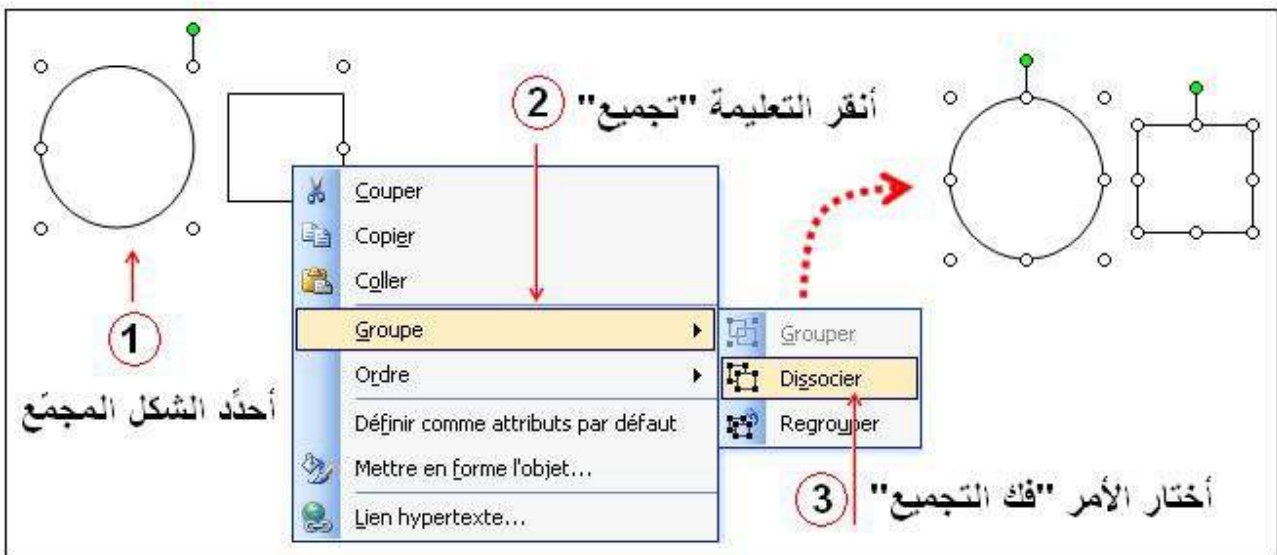 1
أحدّد الشكل المجمّع
أنقر التعليمة "تجميع" 2
Couper
Copier
Coller
Groupe
Ordre
Définir comme attributs par défaut
Mettre en forme l'objet...
Lien hypertexte...
Grouper
Dissocier
Regrouper
أختار الأمر "فك التجميع" 3